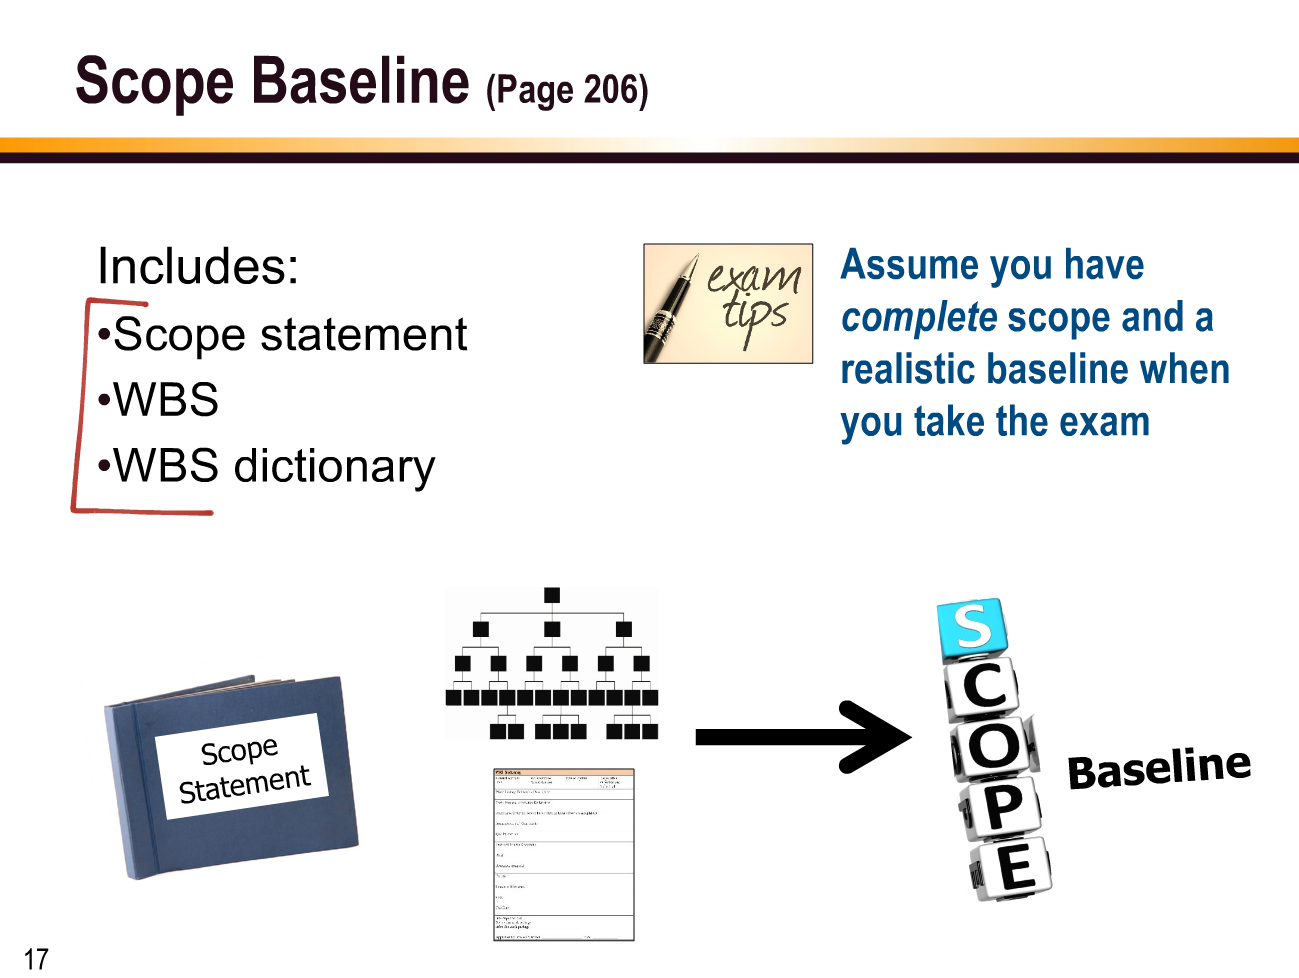 Scope Baseline (Page 206)
Includes:
•Scope statement
•WBS
•WBS dictionary
exam
tips
Assume you have
complete scope and a
realistic baseline when
you take the exam
Scope
Statement
S
C
O
P
E
Baseline
17